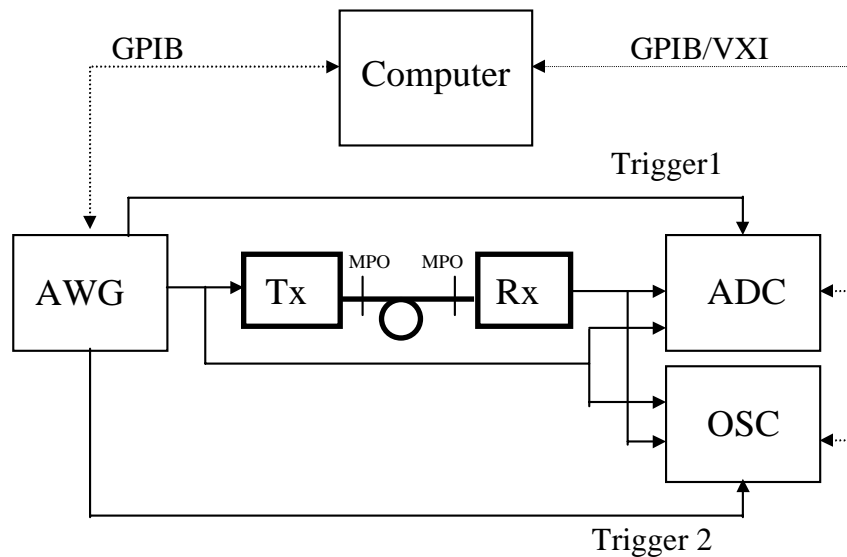 GPIB
GPIB/VXI
Computer
Trigger1
MPO
MPO
AWG
Tx
Rx
ADC
OSC
Trigger 2